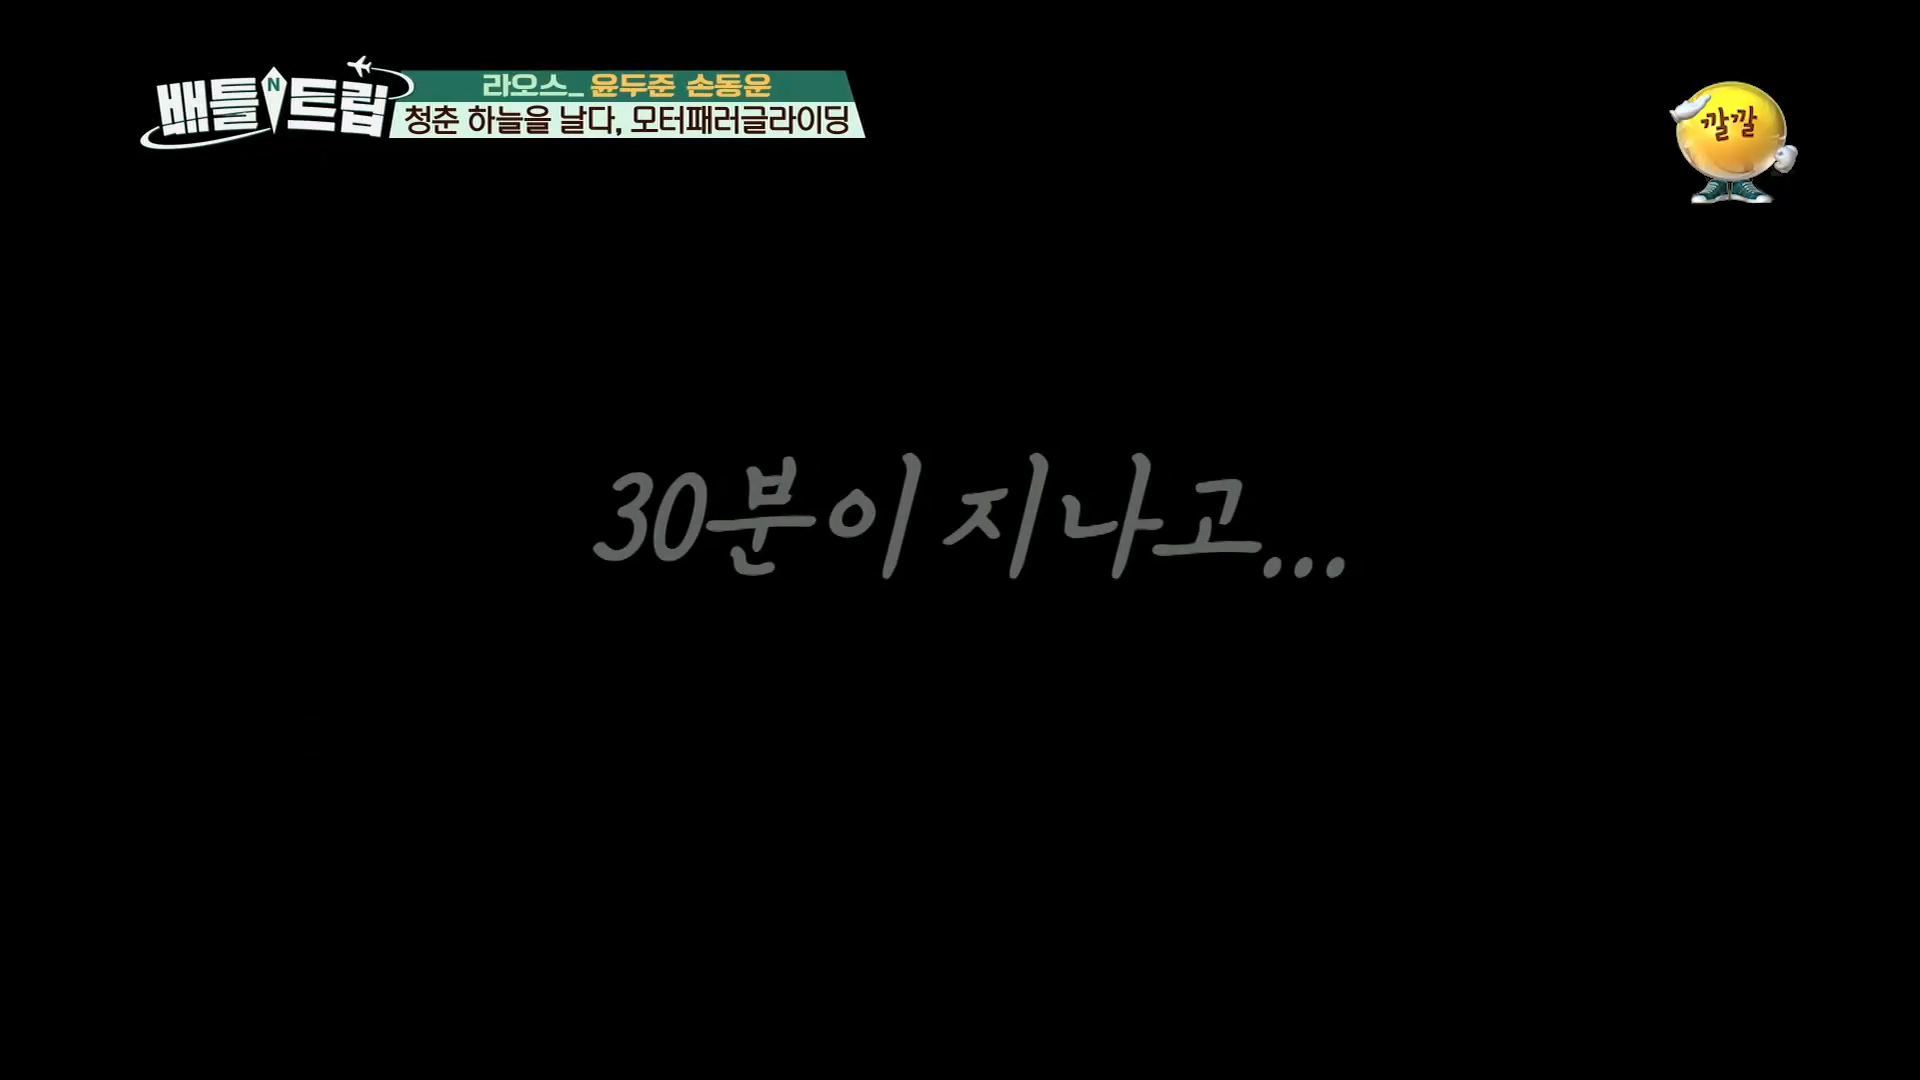 배틀트립
N
라오스_ 윤두준 손동운
청춘 하늘을 날다, 모터패러글라이딩
깔깔
30분이 지나고...